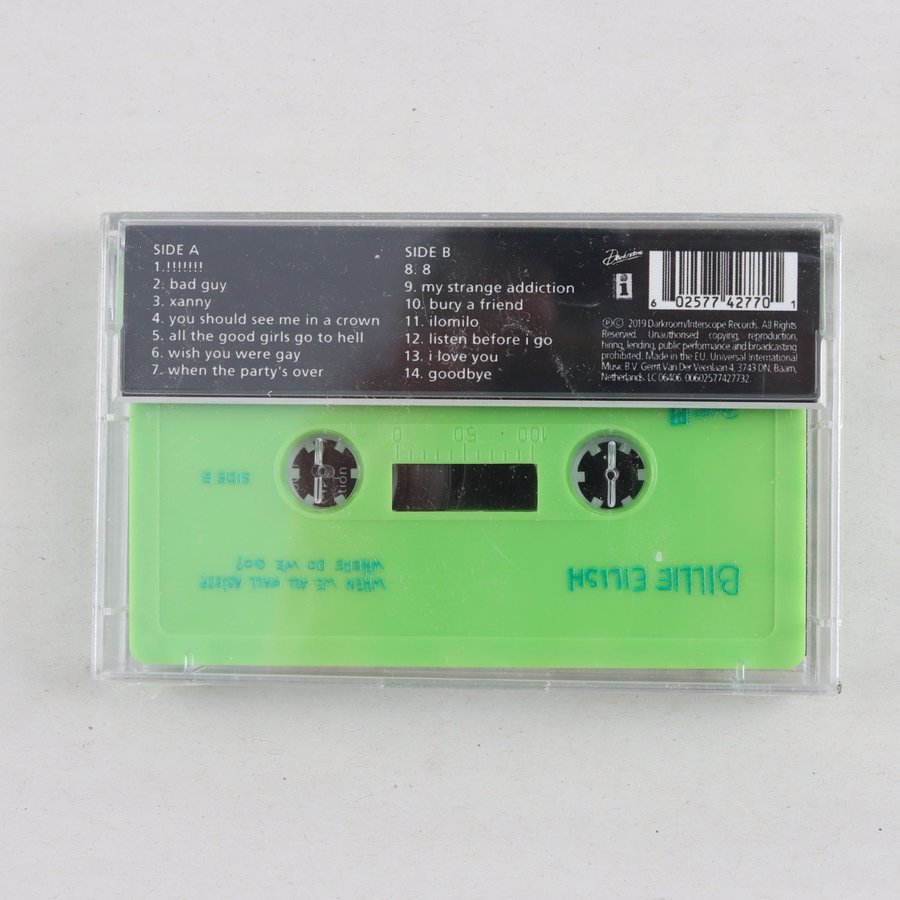 SIDE A
1.!!!!!!!
2. bad guy
3. xanny
4. you should see me in a crown
5. all the good girls go to hell
6. wish you were gay
7. when the party's over
SIDE B
8. 8
9. my strange addiction
10. bury a friend
11. ilomilo
12. listen before i go
13. i love you
14. goodbye
Darkroom
i
6 02577 42770 1
℗© 2019 Darkroom/Interscope Records. All Rights
Reserved. Unauthorised copying, reproduction,
hiring, lending, public performance and broadcasting
prohibited. Made in the EU. Universal International
Music B.V. Gerrit Van Der Veenlaan 4, 3743 DN, Baarn,
Netherlands. LC 06406. 00602577427732.
0 50 100
SIDE B
BILLIE EILISH
WHEN WE ALL FALL ASLEEP
WHERE DO WE GO?